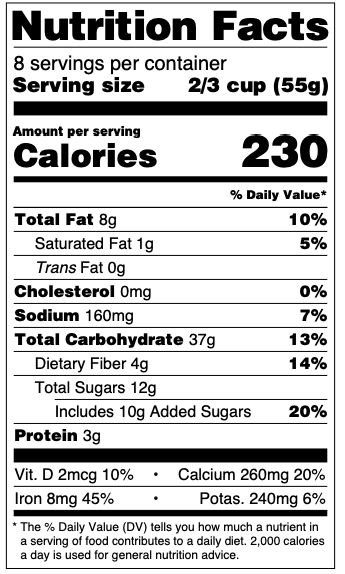 Nutrition Facts
8 servings per container
Serving size 2/3 cup (55g)
Amount per serving
Calories 230
% Daily Value*
Total Fat 8g 10%
Saturated Fat 1g 5%
Trans Fat 0g
Cholesterol 0mg 0%
Sodium 160mg 7%
Total Carbohydrate 37g 13%
Dietary Fiber 4g 14%
Total Sugars 12g
Includes 10g Added Sugars 20%
Protein 3g
Vit. D 2mcg 10% • Calcium 260mg 20%
Iron 8mg 45% • Potas. 240mg 6%
* The % Daily Value (DV) tells you how much a nutrient in
a serving of food contributes to a daily diet. 2,000 calories
a day is used for general nutrition advice.